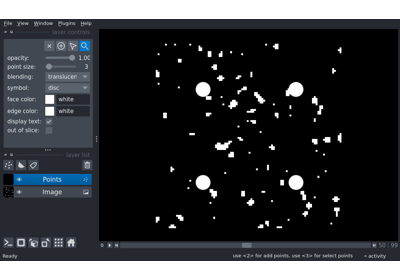 File View Window Plugins Help
layer controls
opacity: 1.00
point size: 3
blending: translucen
symbol: disc
face color: white
edge color: white
display text:
out of slice:
layer list
Points
Image
0 50 99
Ready use <2> for add points, use <3> for select points activity